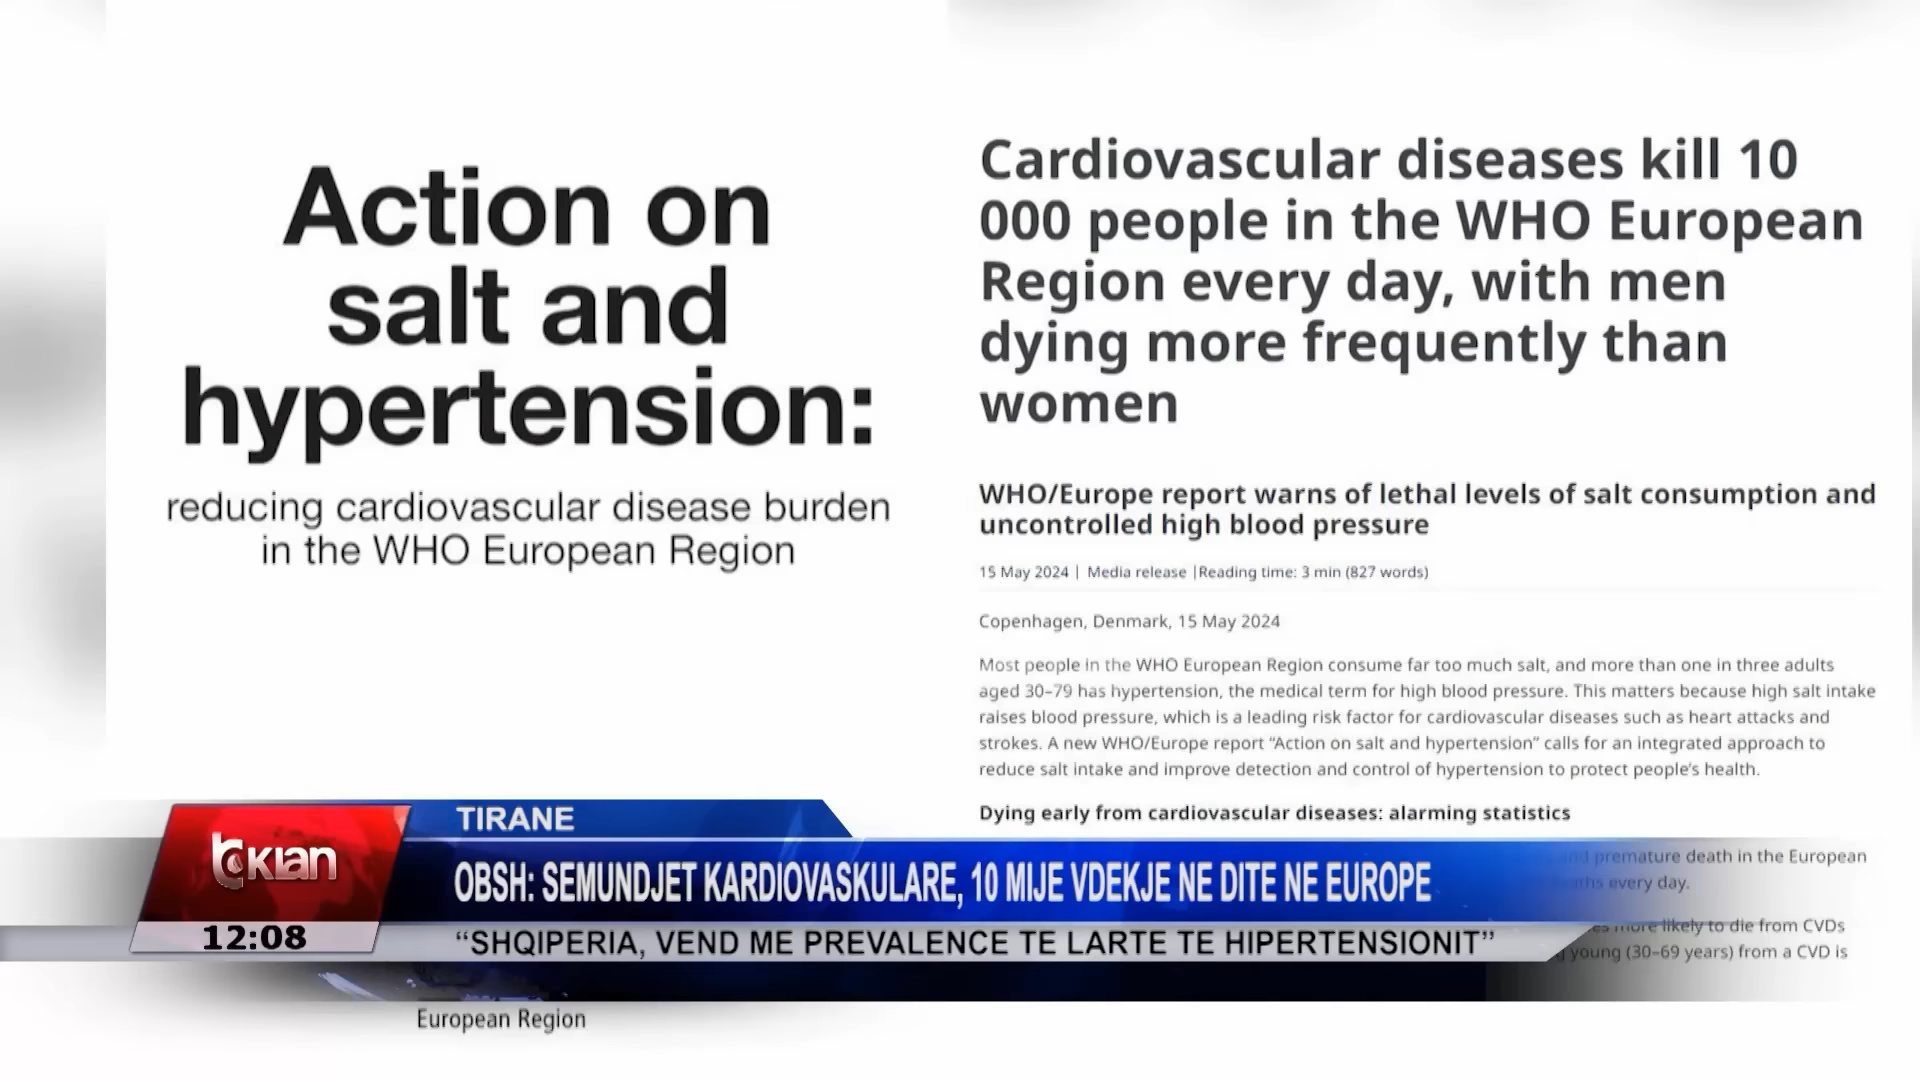 Action on
salt and
hypertension:
reducing cardiovascular disease burden
in the WHO European Region
Cardiovascular diseases kill 10
000 people in the WHO European
Region every day, with men
dying more frequently than
women
WHO/Europe report warns of lethal levels of salt consumption and
uncontrolled high blood pressure
15 May 2024 | Media release |Reading time: 3 min (827 words)
Copenhagen, Denmark, 15 May 2024
Most people in the WHO European Region consume far too much salt, and more than one in three adults
aged 30–79 has hypertension, the medical term for high blood pressure. This matters because high salt intake
raises blood pressure, which is a leading risk factor for cardiovascular diseases such as heart attacks and
strokes. A new WHO/Europe report “Action on salt and hypertension” calls for an integrated approach to
reduce salt intake and improve detection and control of hypertension to protect people’s health.
Dying early from cardiovascular diseases: alarming statistics
and premature death in the European
every day.
more likely to die from CVDs
young (30–69 years) from a CVD is
TIRANE
klan
OBSH: SEMUNDJET KARDIOVASKULARE, 10 MIJE VDEKJE NE DITE NE EUROPE
12:08
“SHQIPERIA, VEND ME PREVALENCE TE LARTE TE HIPERTENSIONIT”
European Region